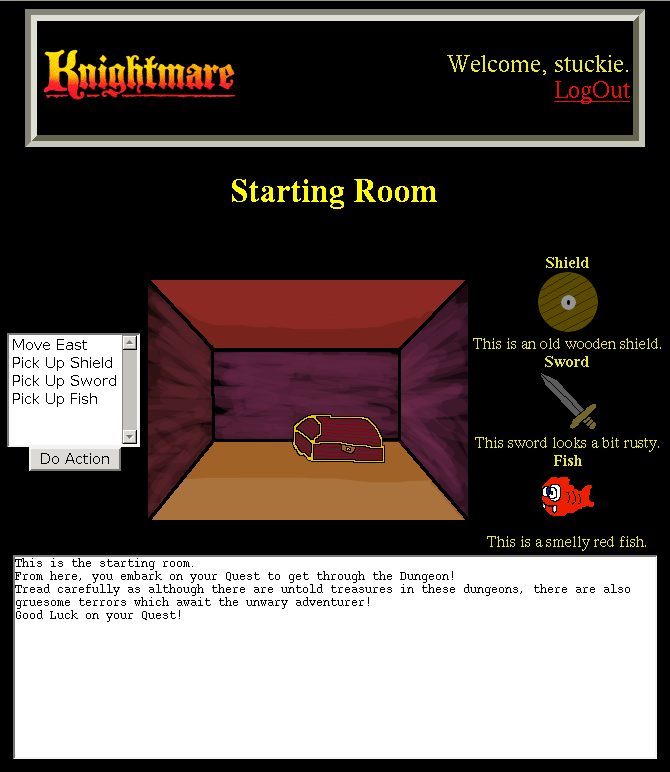 Knightmare
Welcome, stuckie.
LogOut
Starting Room
Move East
Pick Up Shield
Pick Up Sword
Pick Up Fish
Do Action
Shield
This is an old wooden shield.
Sword
This sword looks a bit rusty.
Fish
This is a smelly red fish.
This is the starting room.
From here, you embark on your Quest to get through the Dungeon!
Tread carefully as although there are untold treasures in these dungeons, there are also
gruesome terrors which await the unwary adventurer!
Good Luck on your Quest!